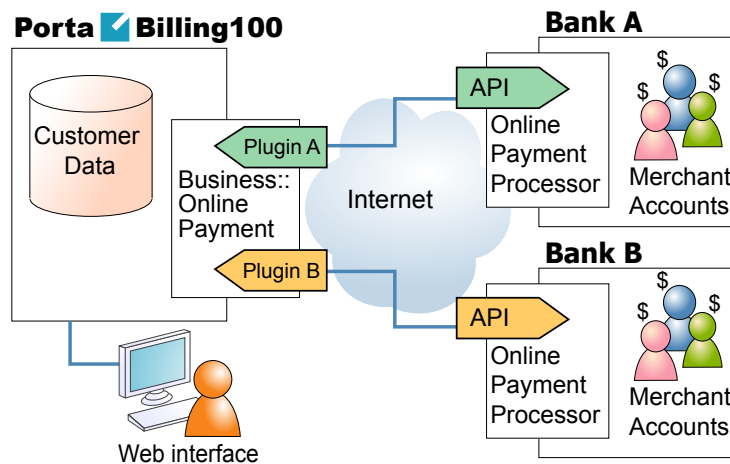 Porta Billing100
Customer
Data
Plugin A
Business::
Online
Payment
Plugin B
Web interface
Internet
Bank A
API
Online
Payment
Processor
$
$
$
Merchant
Accounts
Bank B
API
Online
Payment
Processor
$
$
$
Merchant
Accounts